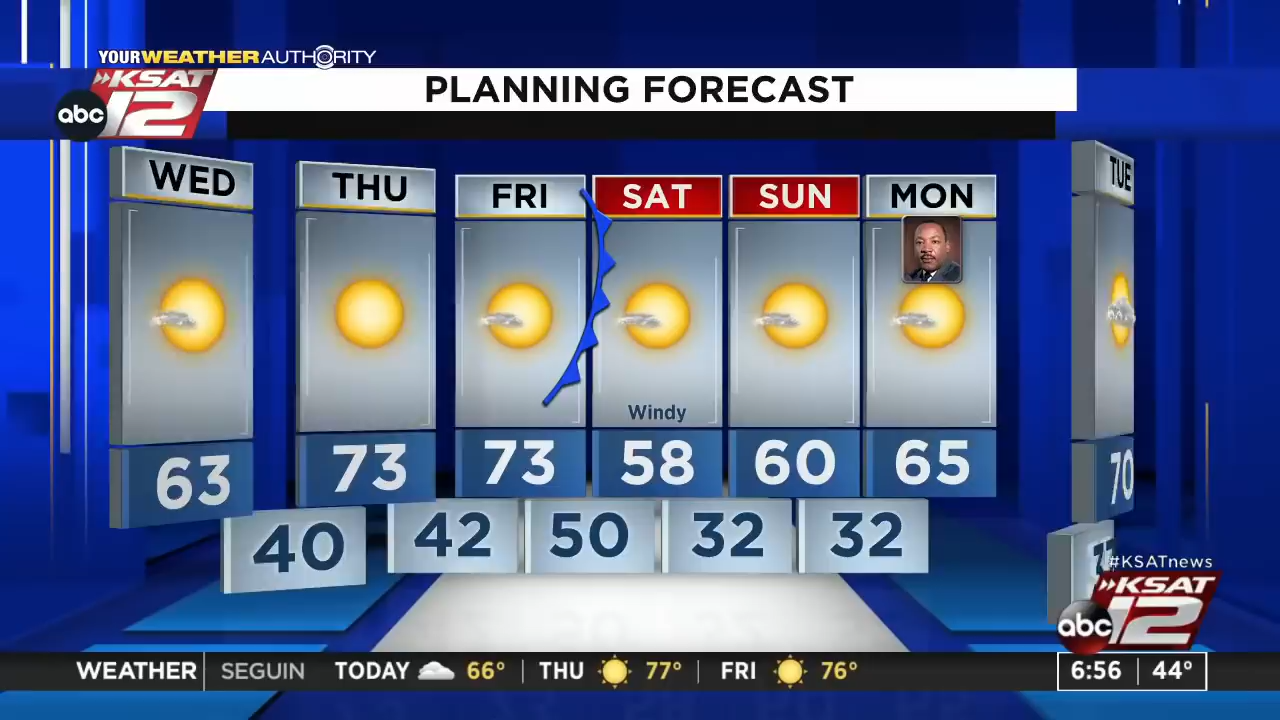 YOURWEATHERAUTHORITY
KSAT
abc 12
PLANNING FORECAST
WED THU FRI SAT SUN MON TUE
Windy
63 73 73 58 60 65 70
40 42 50 32 32
#KSATnews
KSAT
abc 12
WEATHER SEGUIN TODAY 66° THU 77° FRI 76° 6:56 44°